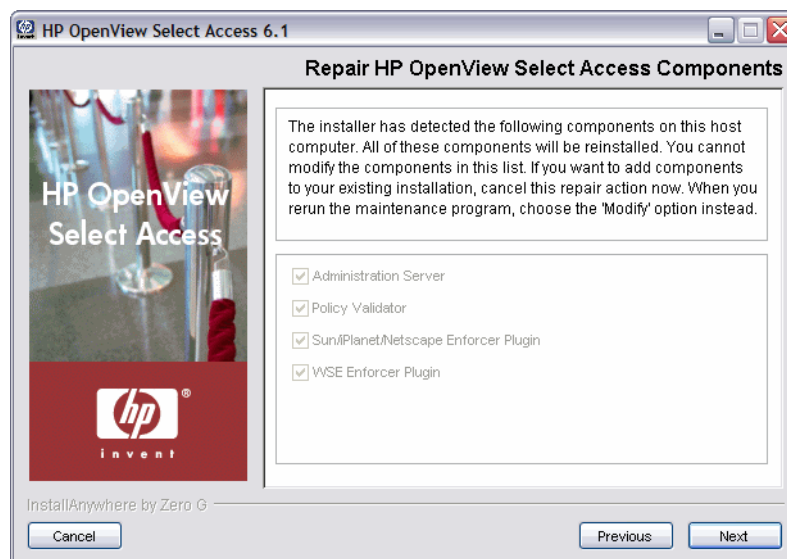 HP OpenView Select Access 6.1
Repair HP OpenView Select Access Components
HP OpenView
Select Access
hp
®
invent
The installer has detected the following components on this host
computer. All of these components will be reinstalled. You cannot
modify the components in this list. If you want to add components
to your existing installation, cancel this repair action now. When you
rerun the maintenance program, choose the 'Modify' option instead.
Administration Server
Policy Validator
Sun/iPlanet/Netscape Enforcer Plugin
WSE Enforcer Plugin
InstallAnywhere by Zero G
Cancel
Previous
Next